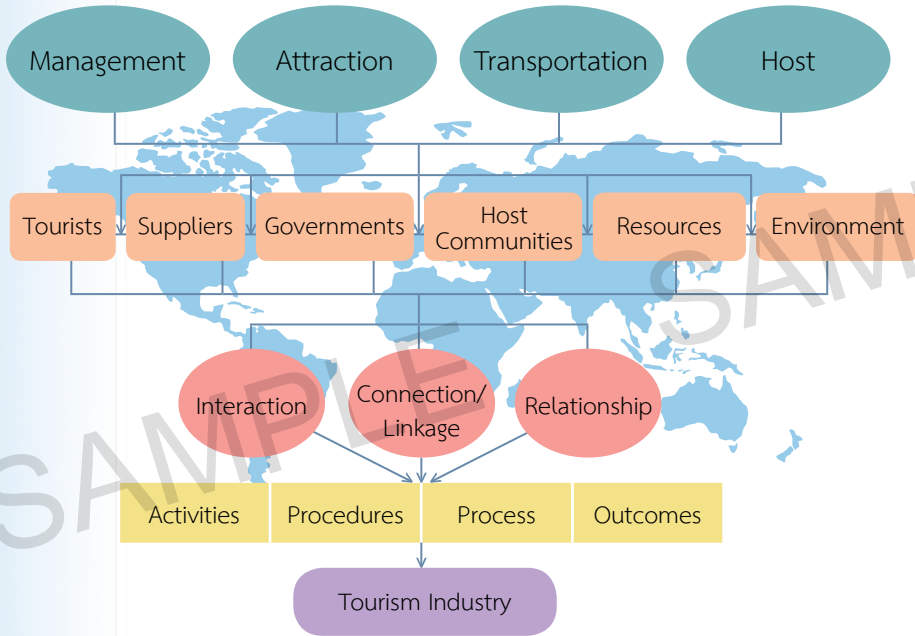 Management Attraction Transportation Host
Tourists Suppliers Governments Host Communities Resources Environment
Interaction Connection/ Linkage Relationship
Activities Procedures Process Outcomes
Tourism Industry
SAMPLE
SAM